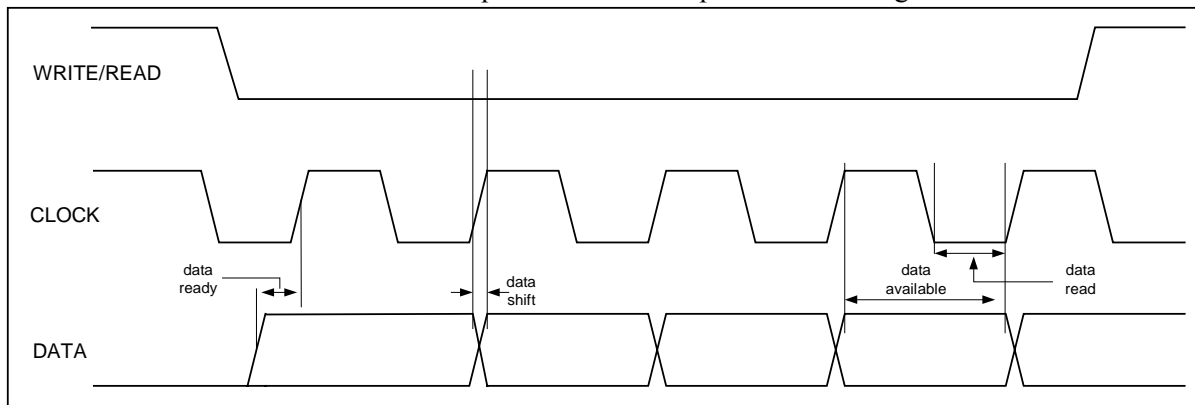 WRITE/READ
CLOCK
data
ready
data
shift
data
available
data
read
DATA